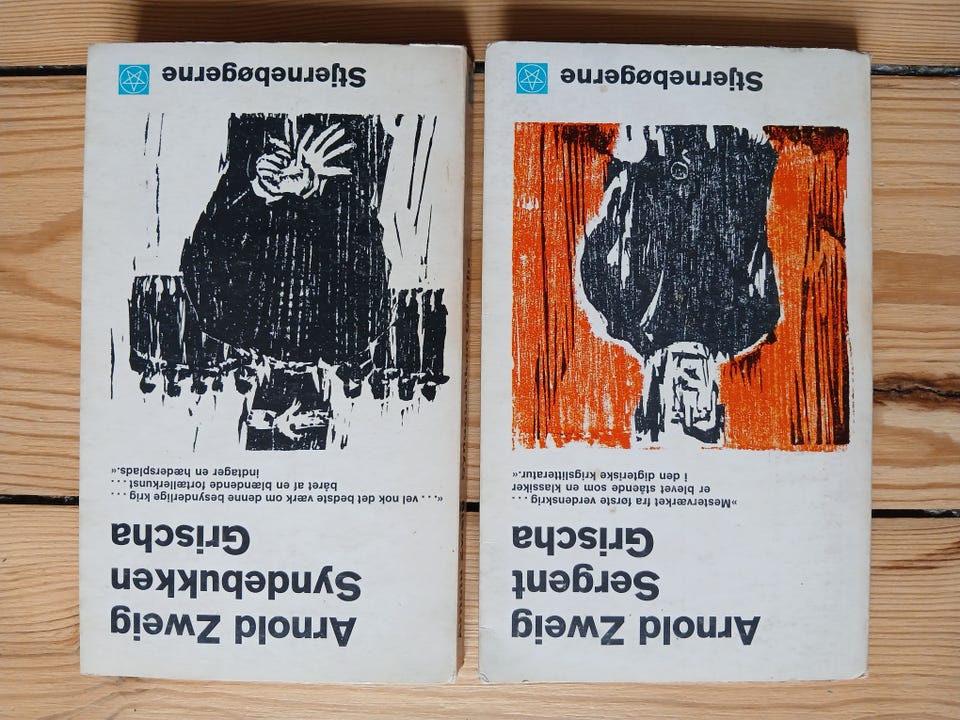 Arnold Zweig
Sergent
Grischa
»Mesterværket fra første verdenskrig . . .
er blevet stående som en klassiker
i den digteriske krigslitteratur.«
Stjernebøgerne
Arnold Zweig
Syndebukken
Grischa
». . . vel nok det bedste værk om denne besynderlige krig . . .
båret af en blændende fortællekunst . . .
indtager en hædersplads.«
Stjernebøgerne